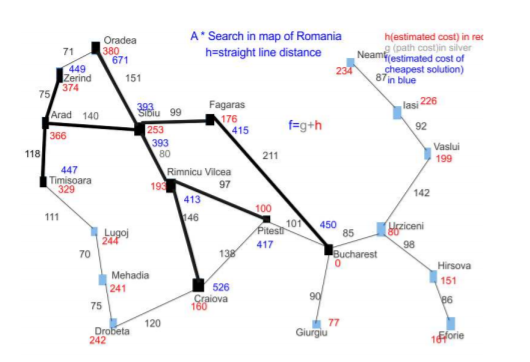 Oradea
380
671
71
449
Zerind
374
151
75
Arad
366
140
393
Sibiu
253
393
80
99
Fagaras
176
415
A * Search in map of Romania
h=straight line distance
f=g+h
h(estimated cost) in red
g (path cost)in silver
f(estimated cost of
cheapest solution)
in blue
Neamt
234
87
Iasi
226
92
Vaslui
199
142
118
447
Timisoara
329
Rimnicu Vilcea
193
413
97
146
211
100
Pitesti
417
101
138
450
Bucharest
0
85
Urziceni
80
98
Hirsova
151
86
Eforie
161
90
Giurgiu
77
111
Lugoj
244
70
Mehadia
241
75
Drobeta
242
120
526
Craiova
160